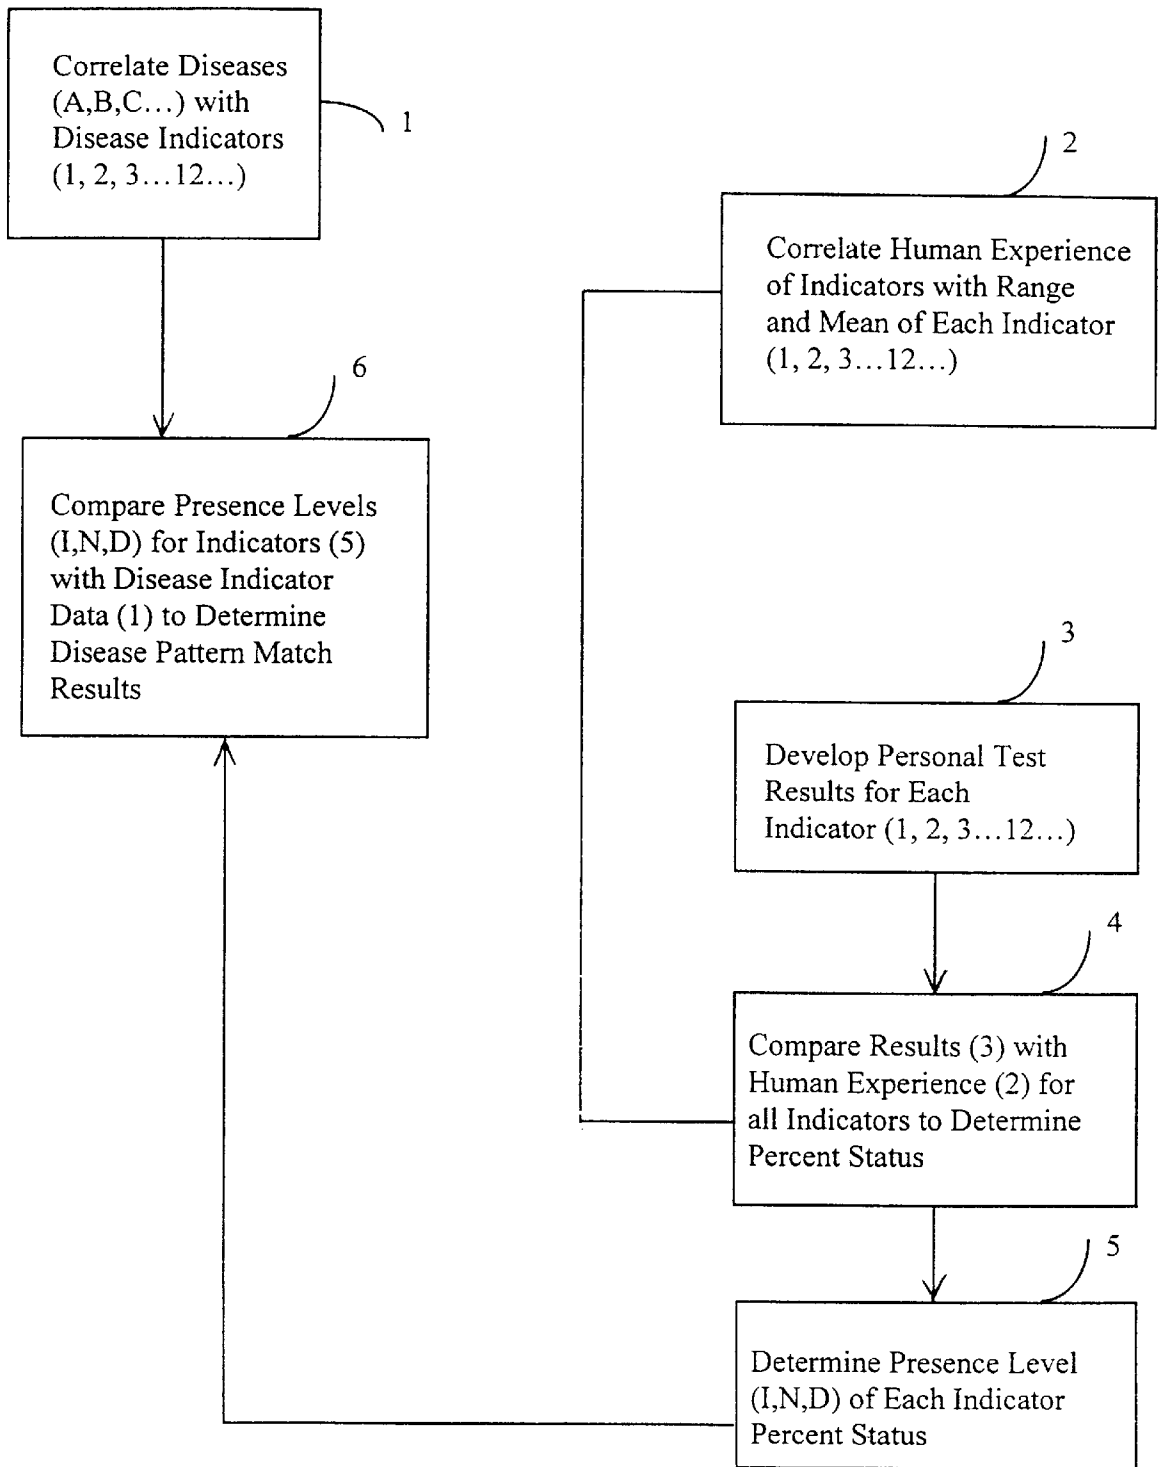 Correlate Diseases
(A,B,C...) with
Disease Indicators
(1, 2, 3...12...)
1
2
Correlate Human Experience
of Indicators with Range
and Mean of Each Indicator
(1, 2, 3...12...)
6
Compare Presence Levels
(I,N,D) for Indicators (5)
with Disease Indicator
Data (1) to Determine
Disease Pattern Match
Results
3
Develop Personal Test
Results for Each
Indicator (1, 2, 3...12...)
4
Compare Results (3) with
Human Experience (2) for
all Indicators to Determine
Percent Status
5
Determine Presence Level
(I,N,D) of Each Indicator
Percent Status